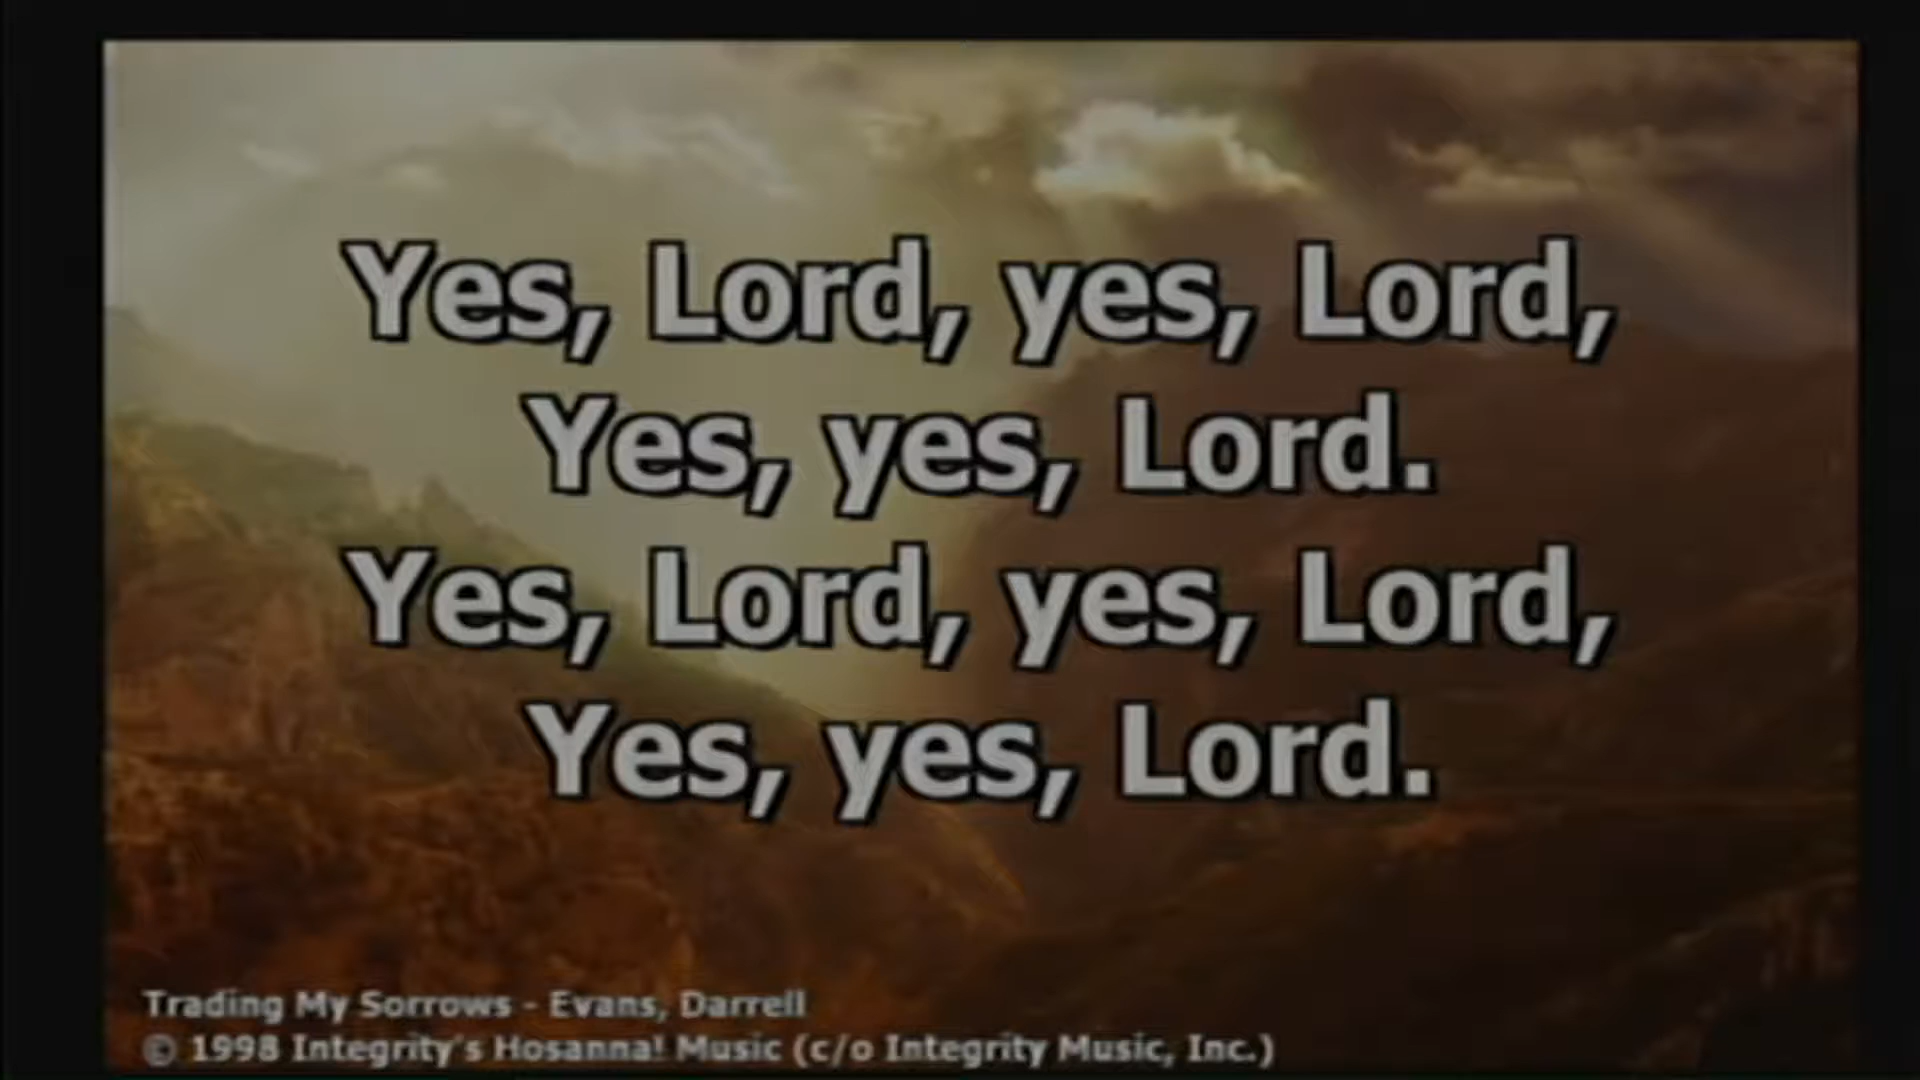 Yes, Lord, yes, Lord,
Yes, yes, Lord.
Yes, Lord, yes, Lord,
Yes, yes, Lord.
Trading My Sorrows - Evans, Darrell
© 1998 Integrity's Hosanna! Music (c/o Integrity Music, Inc.)